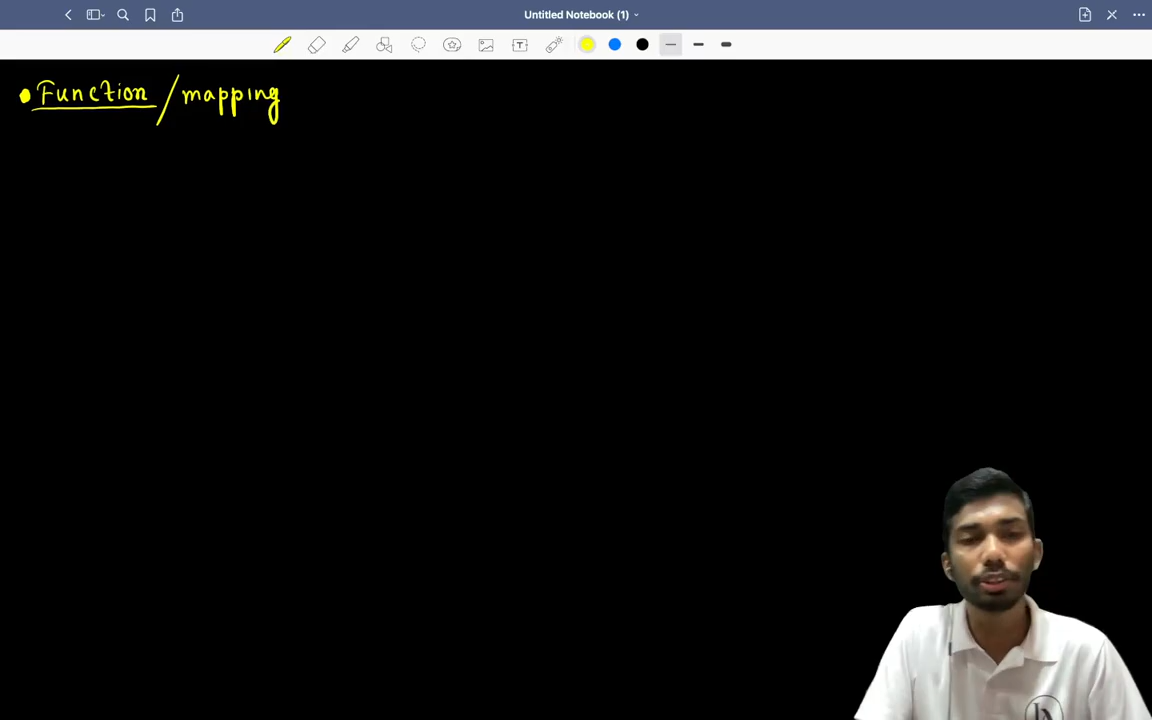 Untitled Notebook (1)
• Function / mapping